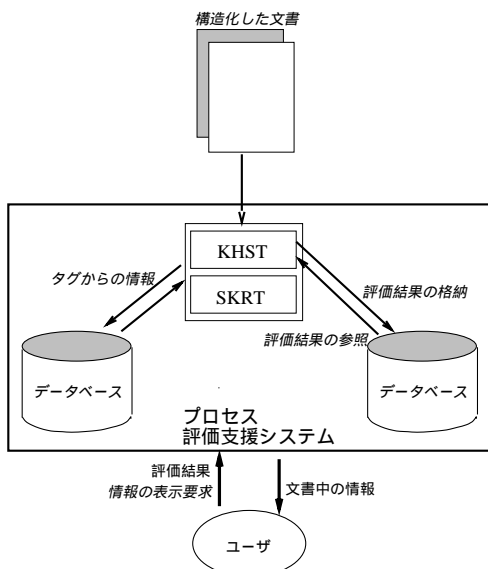 構造化した文書
KHST
タグからの情報
SKRT
評価結果の格納
評価結果の参照
データベース
データベース
プロセス
評価支援システム
評価結果
情報の表示要求
文書中の情報
ユーザ